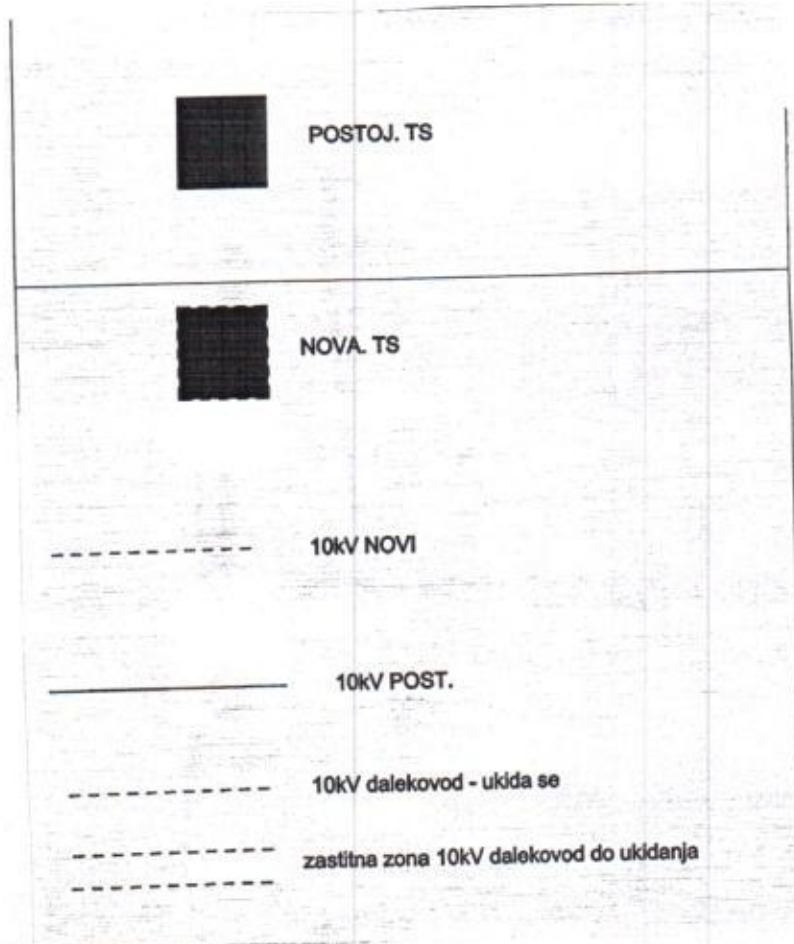 POSTOJ. TS
NOVA. TS
10kV NOVI
10kV POST.
10kV dalekovod - ukida se
zastitna zona 10kV dalekovod do ukidanja